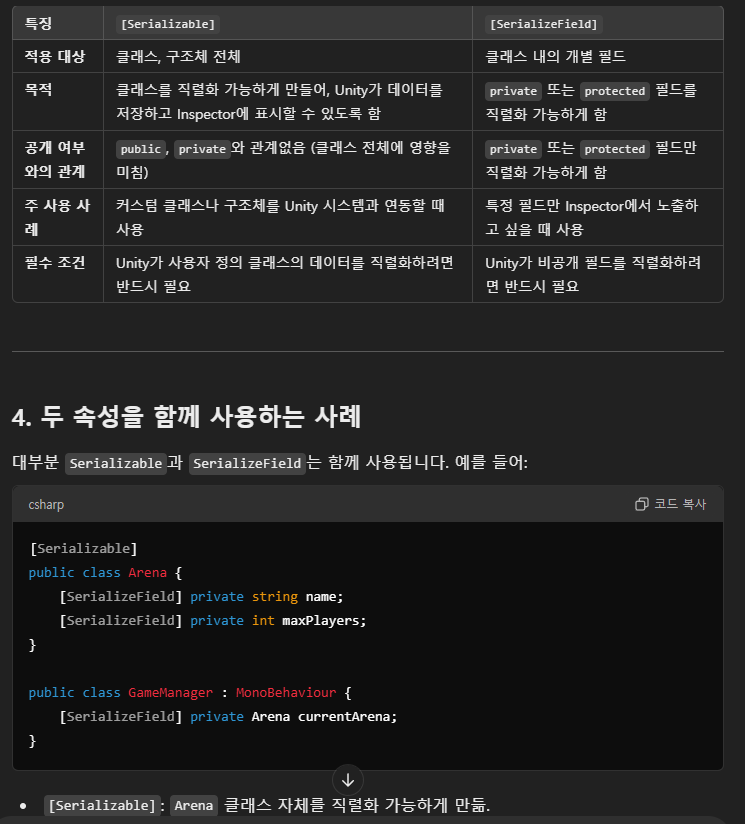 특징 [Serializable] [SerializeField]
적용 대상 클래스, 구조체 전체 클래스 내의 개별 필드
목적 클래스를 직렬화 가능하게 만들어, Unity가 데이터를 저장하고 Inspector에 표시할 수 있도록 함 private 또는 protected 필드를 직렬화 가능하게 함
공개 여부와의 관계 public, private와 관계없음 (클래스 전체에 영향을 미침) private 또는 protected 필드만 직렬화 가능하게 함
주 사용 사례 커스텀 클래스나 구조체를 Unity 시스템과 연동할 때 사용 특정 필드만 Inspector에서 노출하고 싶을 때 사용
필수 조건 Unity가 사용자 정의 클래스의 데이터를 직렬화하려면 반드시 필요 Unity가 비공개 필드를 직렬화하려면 반드시 필요
4. 두 속성을 함께 사용하는 사례
대부분 Serializable과 SerializeField는 함께 사용됩니다. 예를 들어:
csharp 코드 복사
[Serializable]
public class Arena {
    [SerializeField] private string name;
    [SerializeField] private int maxPlayers;
}
public class GameManager : MonoBehaviour {
    [SerializeField] private Arena currentArena;
}
• [Serializable]: Arena 클래스 자체를 직렬화 가능하게 만듦.